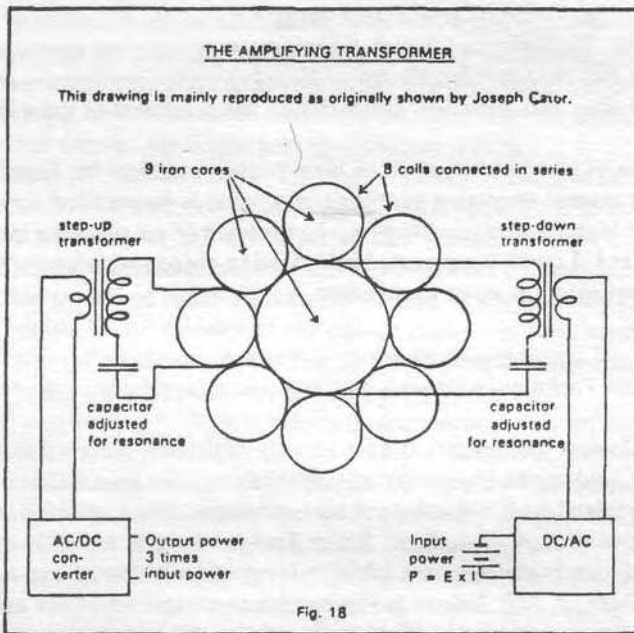 THE AMPLIFYING TRANSFORMER
This drawing is mainly reproduced as originally shown by Joseph Cater.
9 iron cores
8 coils connected in series
step-up
transformer
step-down
transformer
capacitor
adjusted
for resonance
capacitor
adjusted
for resonance
AC/DC
con-
verter
Output power
3 times
input power
Input
power
P = E x I
DC/AC
Fig. 18